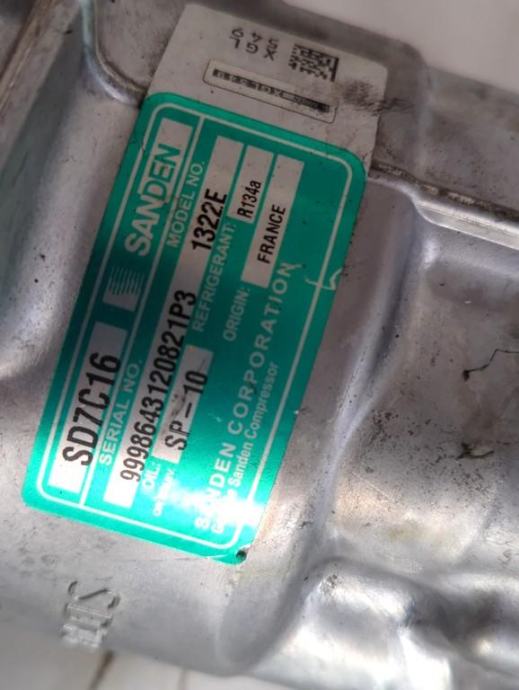 XGL
SANDEN
SD7C16
MODEL NO.
1322E
SERIAL NO.
9998643120821P3
REFRIGERANT:
R134a
OIL:
SP-10
ORIGIN:
FRANCE
SANDEN CORPORATION
Sanden Compressor